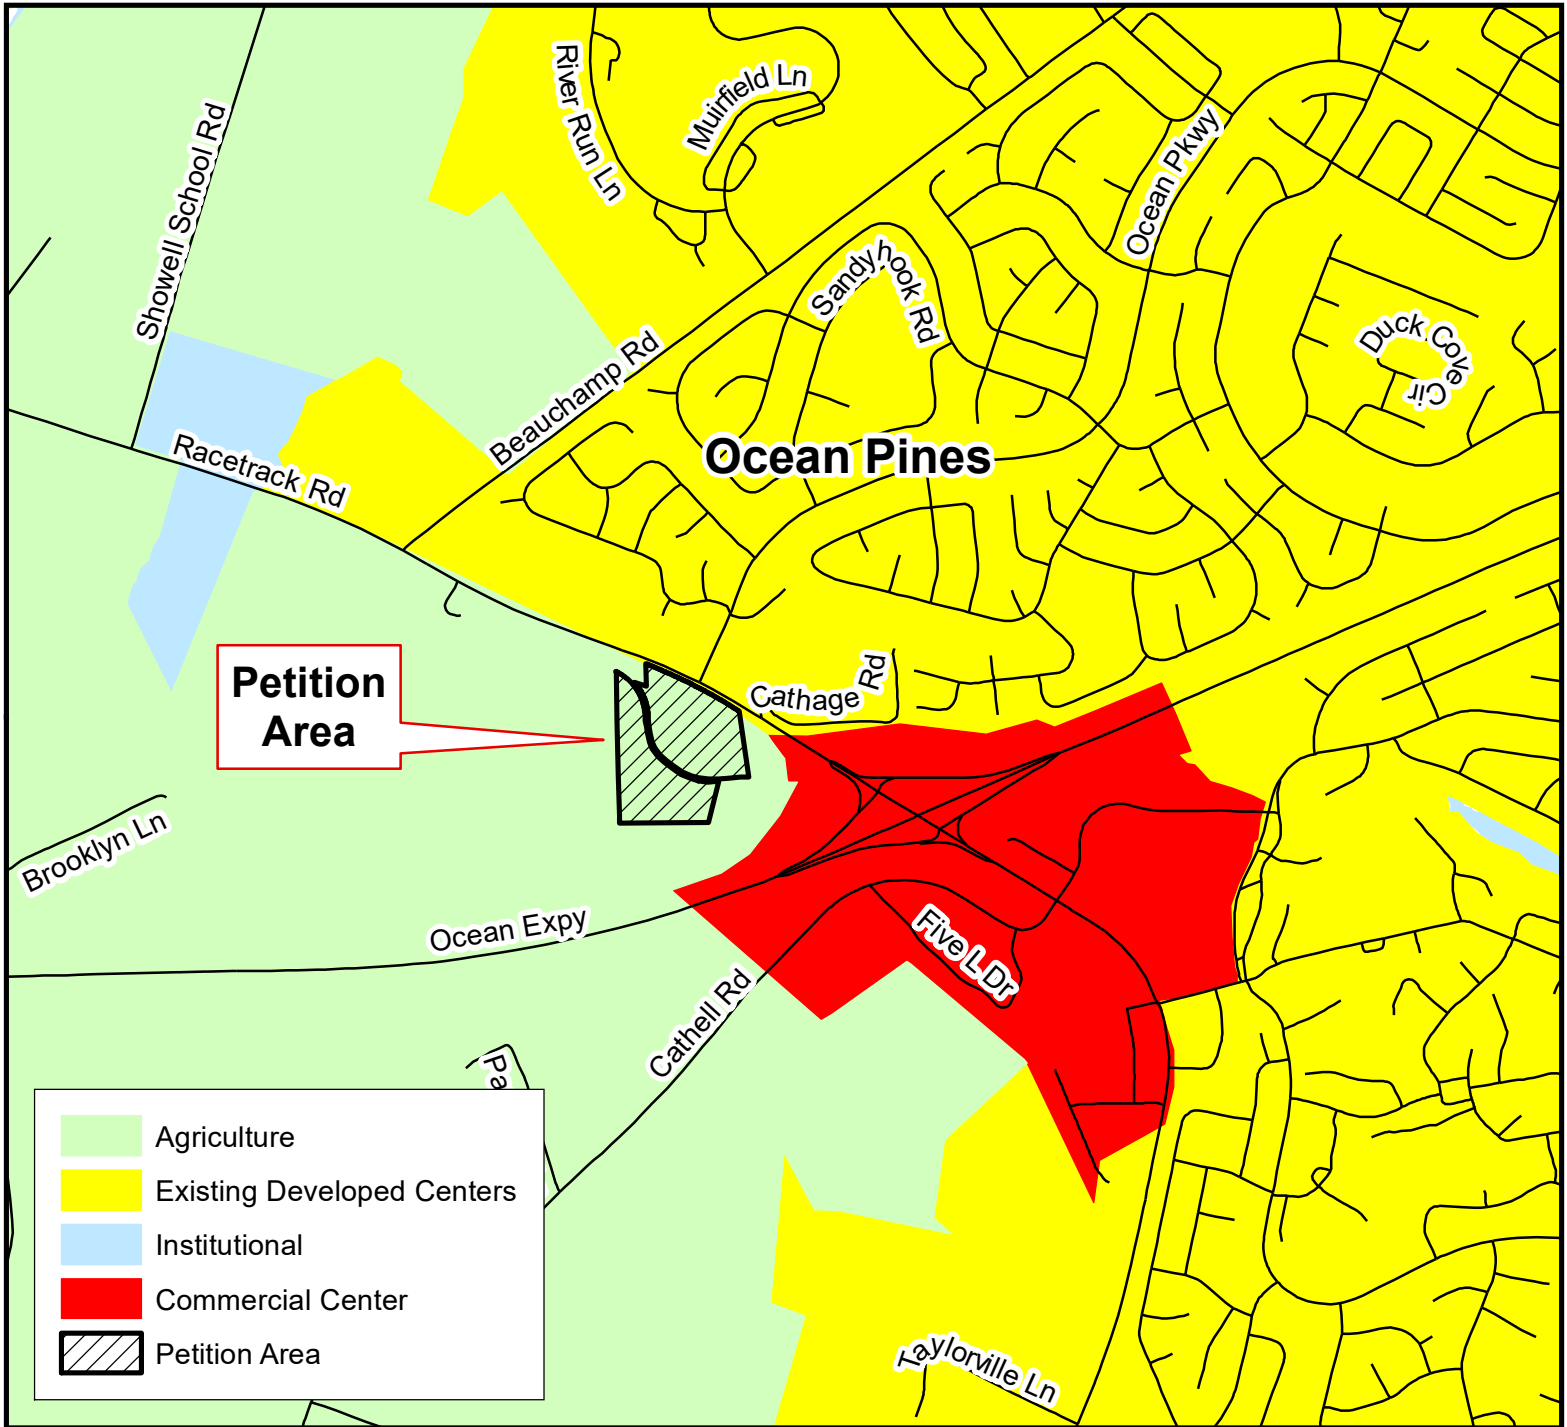 River Run Ln
Muirfield Ln
Showell School Rd
Ocean Pkwy
Sandyhook Rd
Duck Cove Cir
Beauchamp Rd
Racetrack Rd
Ocean Pines
Cathage Rd
Petition
Area
Brooklyn Ln
Ocean Expy
Five L Dr
Cathell Rd
Pa
Agriculture
Existing Developed Centers
Institutional
Commercial Center
Petition Area
Taylorville Ln